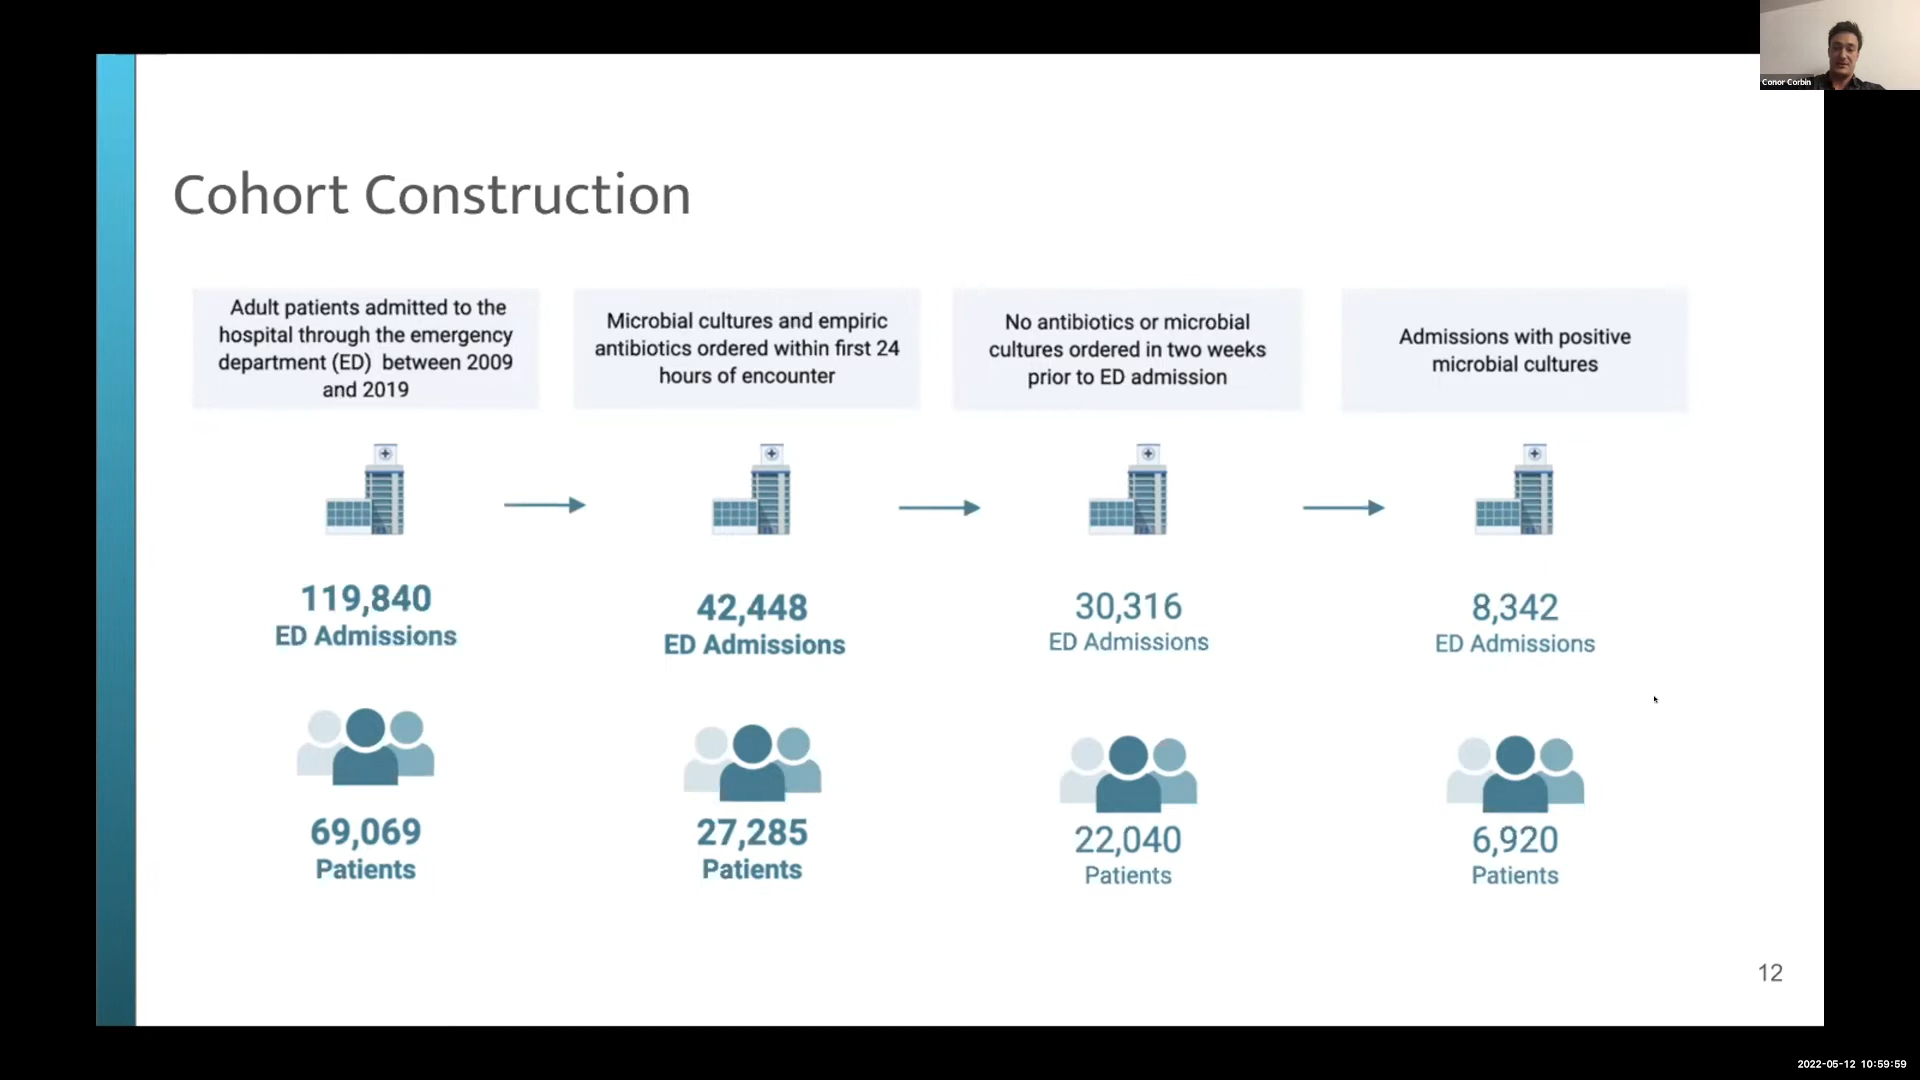 Conor Corbin
Cohort Construction
Adult patients admitted to the
hospital through the emergency
department (ED) between 2009
and 2019
Microbial cultures and empiric
antibiotics ordered within first 24
hours of encounter
No antibiotics or microbial
cultures ordered in two weeks
prior to ED admission
Admissions with positive
microbial cultures
119,840
ED Admissions
42,448
ED Admissions
30,316
ED Admissions
8,342
ED Admissions
69,069
Patients
27,285
Patients
22,040
Patients
6,920
Patients
12
2022-05-12 10:59:59